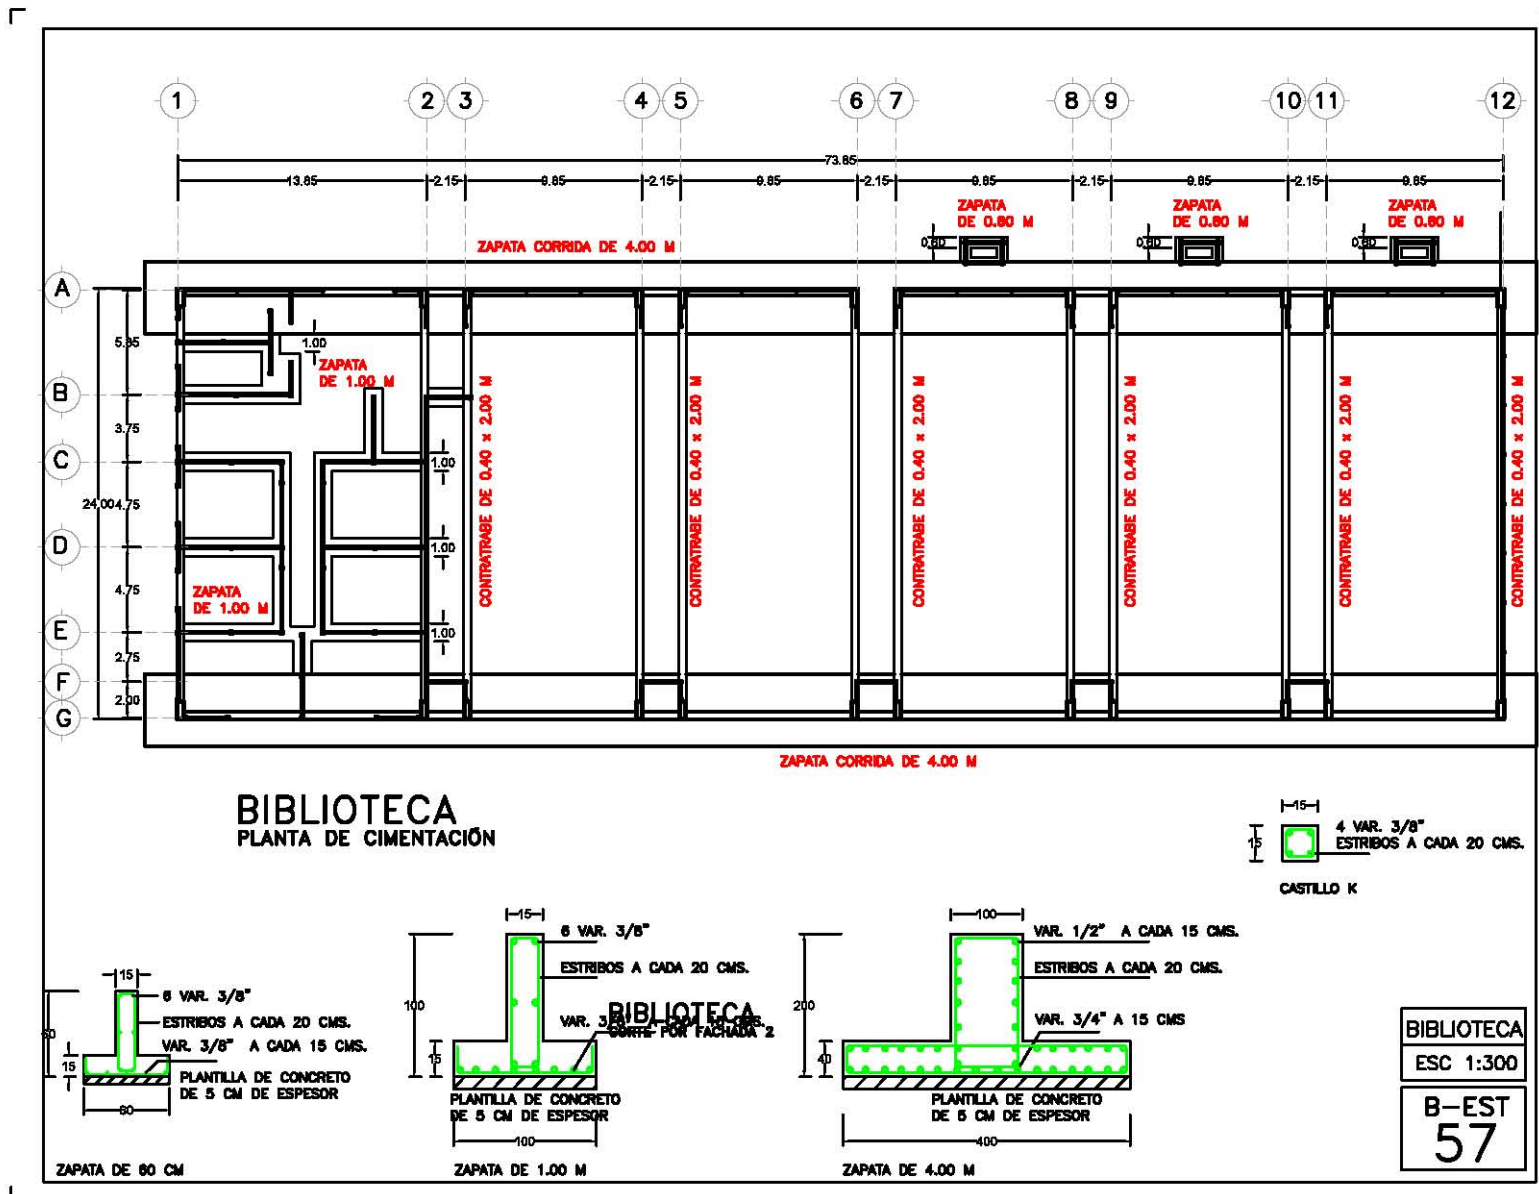 1
2
3
4
5
6
7
8
9
10
11
12
73.85
13.85
2.15
9.85
2.15
9.85
2.15
9.85
2.15
9.85
2.15
9.85
ZAPATA
DE 0.60 M
ZAPATA
DE 0.60 M
ZAPATA
DE 0.60 M
ZAPATA CORRIDA DE 4.00 M
0.60
0.60
0.60
A
B
C
D
E
F
G
5.85
3.75
4.75
4.75
2.75
2.00
24.00
1.00
ZAPATA
DE 1.00 M
1.00
1.00
1.00
ZAPATA
DE 1.00 M
CONTRATRABE DE 0.40 x 2.00 M
CONTRATRABE DE 0.40 x 2.00 M
CONTRATRABE DE 0.40 x 2.00 M
CONTRATRABE DE 0.40 x 2.00 M
CONTRATRABE DE 0.40 x 2.00 M
CONTRATRABE DE 0.40 x 2.00 M
ZAPATA CORRIDA DE 4.00 M
BIBLIOTECA
PLANTA DE CIMENTACIÓN
15
15
4 VAR. 3/8"
ESTRIBOS A CADA 20 CMS.
CASTILLO K
15
6 VAR. 3/8"
ESTRIBOS A CADA 20 CMS.
VAR. 3/8" A CADA 15 CMS.
15
PLANTILLA DE CONCRETO
DE 5 CM DE ESPESOR
60
ZAPATA DE 60 CM
15
6 VAR. 3/8"
ESTRIBOS A CADA 20 CMS.
100
BIBLIOTECA
CORTE POR FACHADA 2
15
PLANTILLA DE CONCRETO
DE 5 CM DE ESPESOR
100
ZAPATA DE 1.00 M
100
VAR. 1/2" A CADA 15 CMS.
ESTRIBOS A CADA 20 CMS.
200
VAR. 3/4" A 15 CMS
40
PLANTILLA DE CONCRETO
DE 5 CM DE ESPESOR
400
ZAPATA DE 4.00 M
BIBLIOTECA
ESC 1:300
B-EST
57